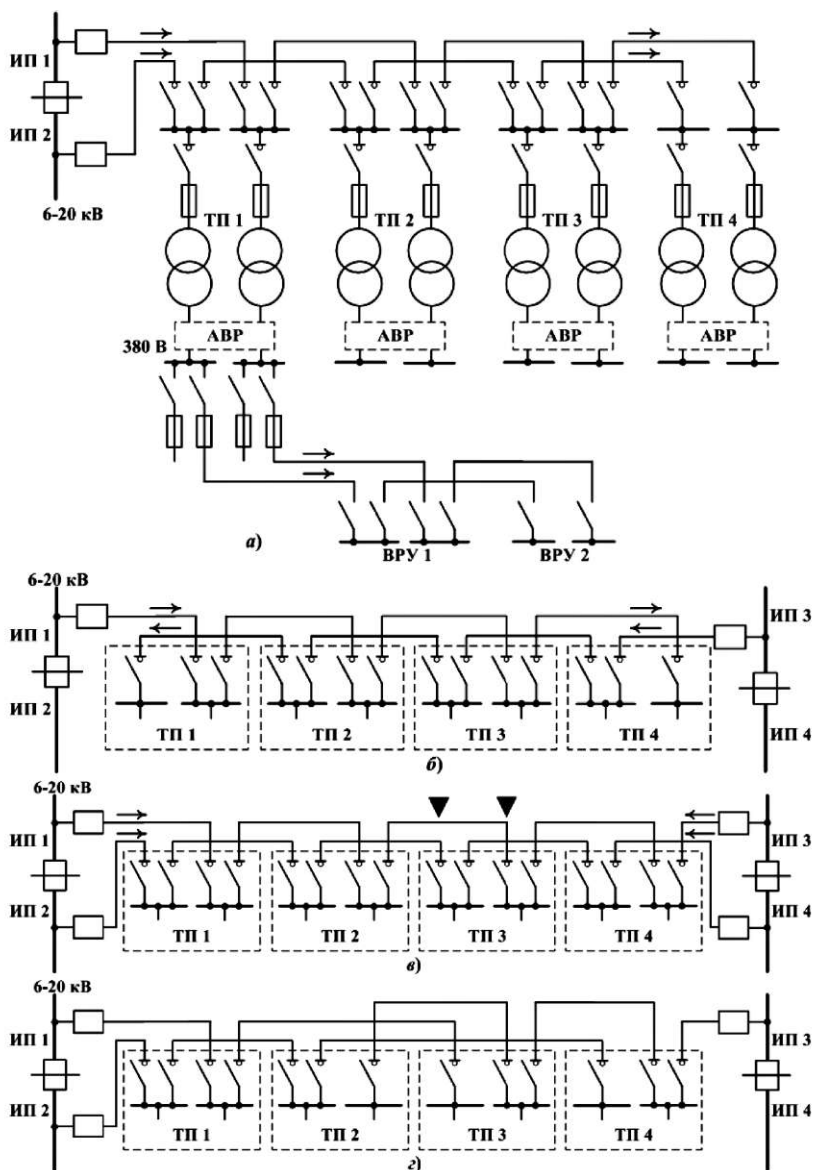 ИП 1
ИП 2
6-20 кВ
ТП 1 ТП 2 ТП 3 ТП 4
АВР АВР АВР АВР
380 В
а)
ВРУ 1 ВРУ 2
6-20 кВ
ИП 1 ИП 3
ИП 2 ИП 4
ТП 1 ТП 2 ТП 3 ТП 4
б)
6-20 кВ
ИП 1 ИП 3
ИП 2 ИП 4
ТП 1 ТП 2 ТП 3 ТП 4
в)
6-20 кВ
ИП 1 ИП 3
ИП 2 ИП 4
ТП 1 ТП 2 ТП 3 ТП 4
г)